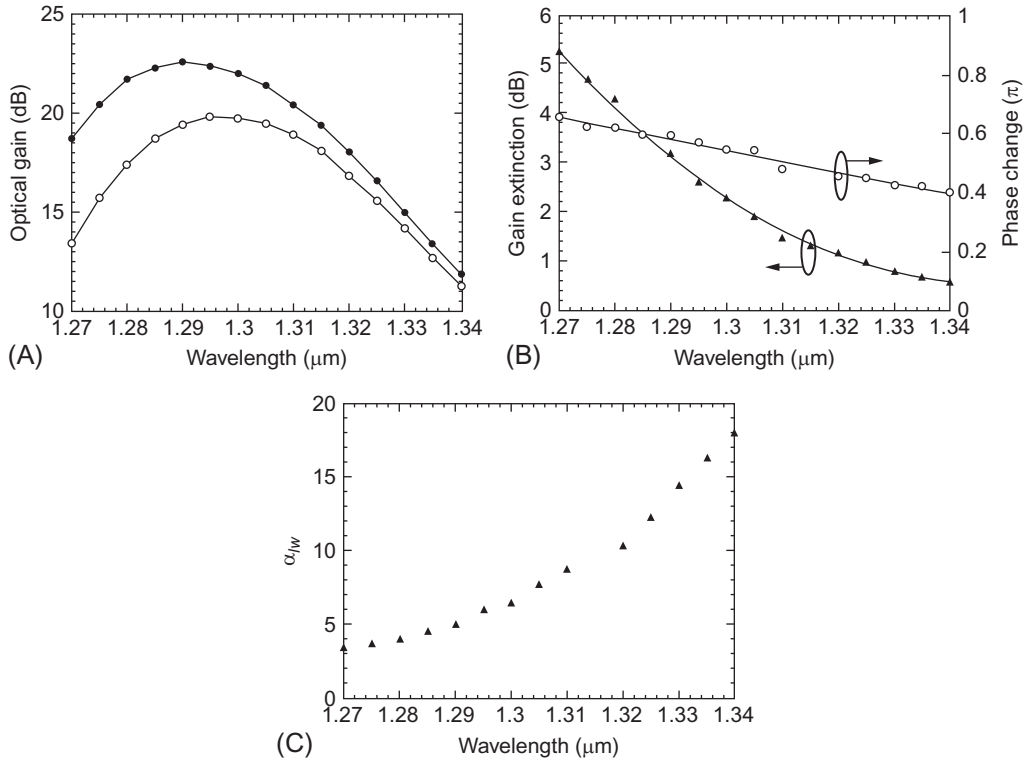 25
20
15
10
Optical gain (dB)
1.27 1.28 1.29 1.3 1.31 1.32 1.33 1.34
Wavelength (μm)
(A)
6
5
4
3
2
1
0
Gain extinction (dB)
1
0.8
0.6
0.4
0.2
0
Phase change (π)
1.27 1.28 1.29 1.3 1.31 1.32 1.33 1.34
Wavelength (μm)
(B)
20
15
10
5
0
αlw
1.27 1.28 1.29 1.3 1.31 1.32 1.33 1.34
Wavelength (μm)
(C)